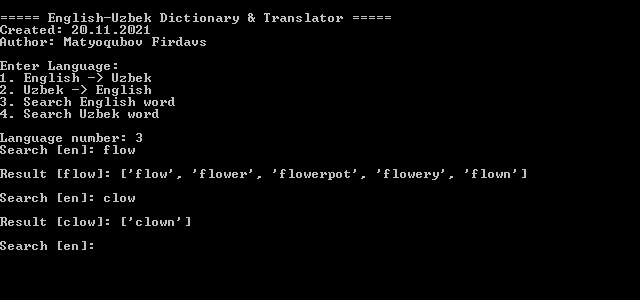 ===== English-Uzbek Dictionary & Translator =====
Created: 20.11.2021
Author: Matyoqubov Firdavs
Enter Language:
1. English -> Uzbek
2. Uzbek -> English
3. Search English word
4. Search Uzbek word
Language number: 3
Search [en]: flow
Result [flow]: ['flow', 'flower', 'flowerpot', 'flowery', 'flown']
Search [en]: clow
Result [clow]: ['clown']
Search [en]: